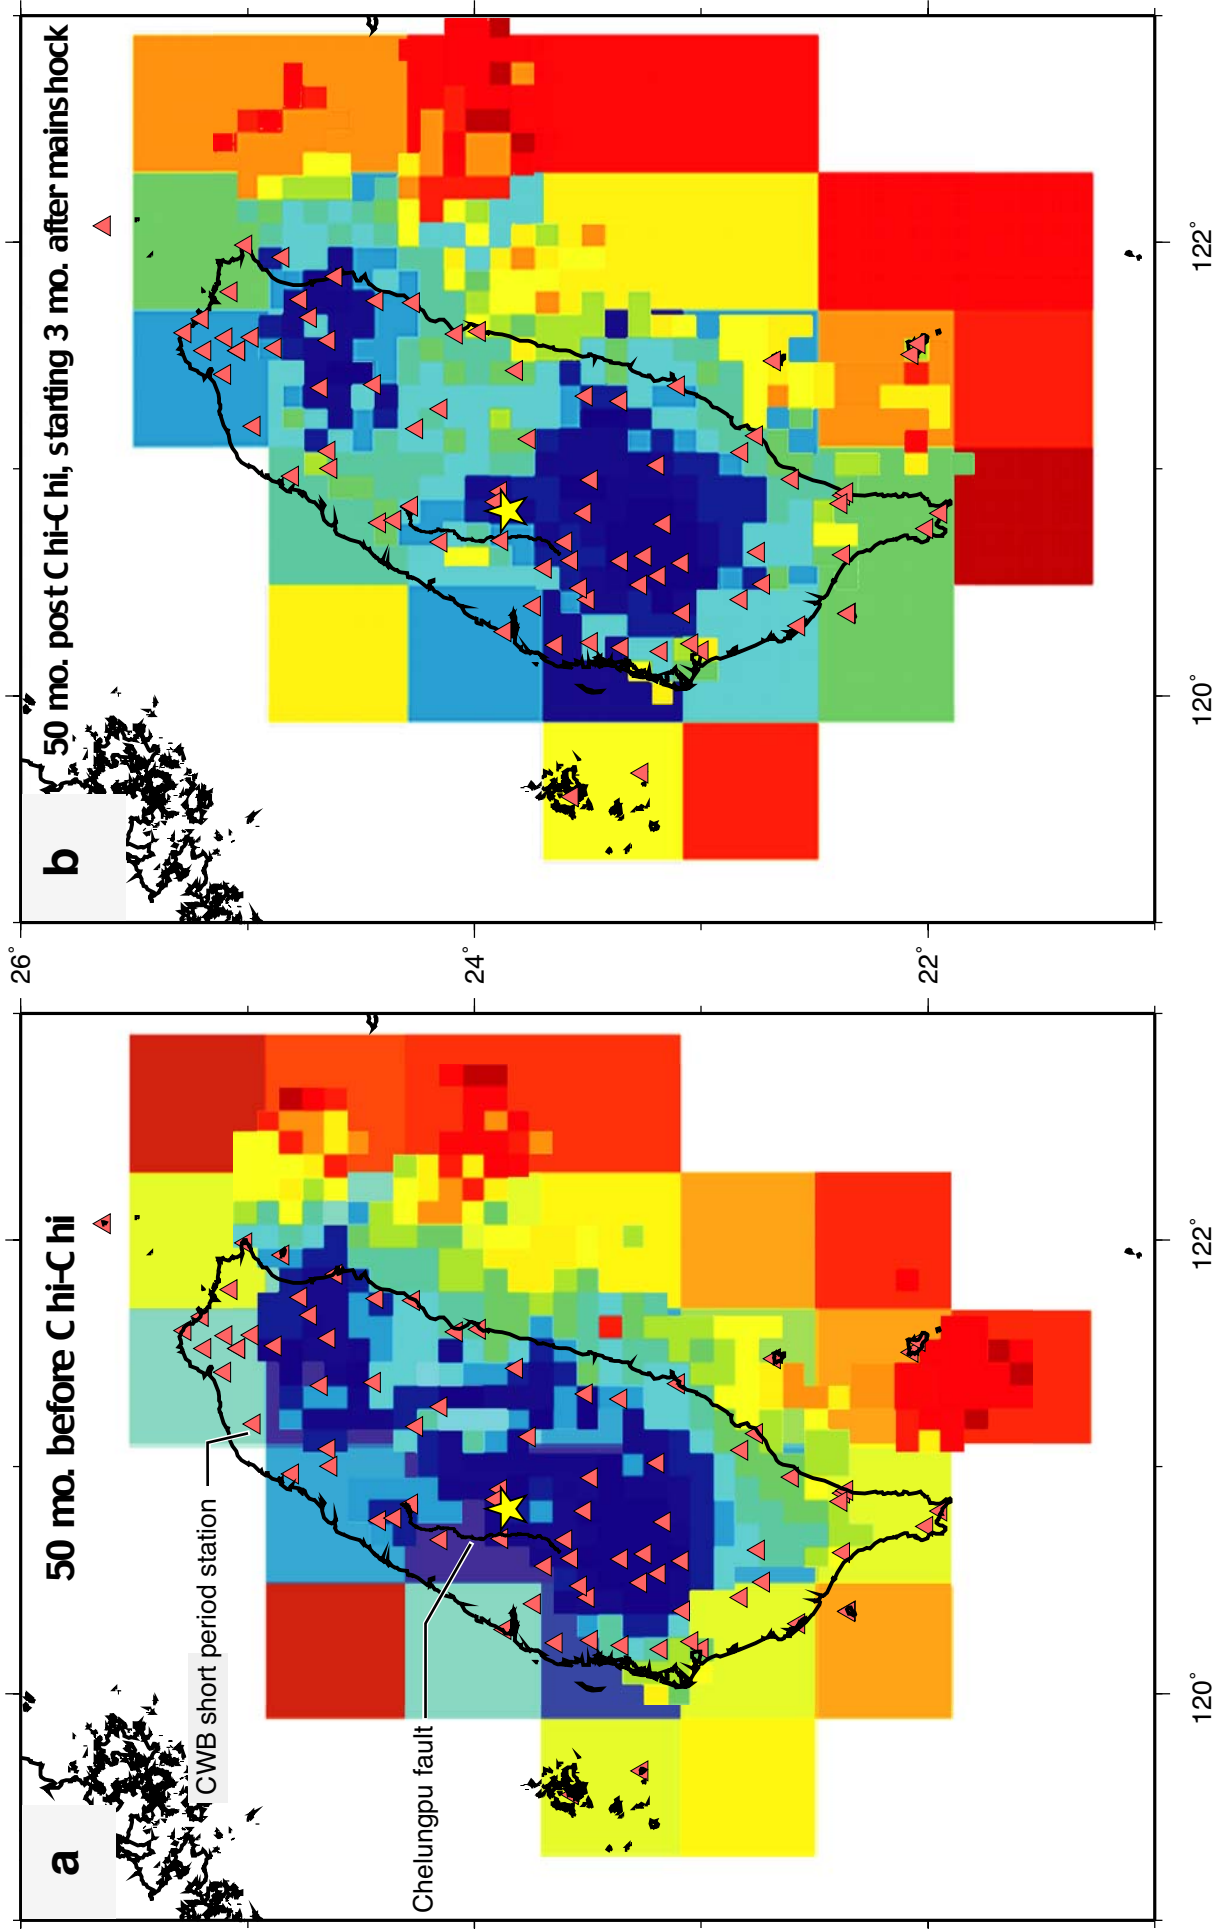 a
50 mo. before Chi-Chi
CWB short period station
Chelungpu fault
120°
122°
26°
24°
22°
b
50 mo. post Chi-Chi, starting 3 mo. after mainshock
120°
122°